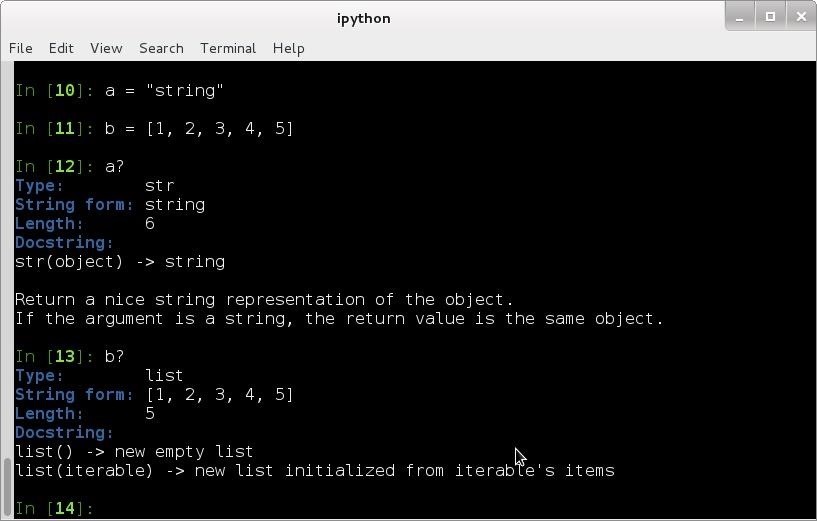 ipython
File Edit View Search Terminal Help
In [10]: a = "string"
In [11]: b = [1, 2, 3, 4, 5]
In [12]: a?
Type:        str
String form: string
Length:      6
Docstring:
str(object) -> string
Return a nice string representation of the object.
If the argument is a string, the return value is the same object.
In [13]: b?
Type:        list
String form: [1, 2, 3, 4, 5]
Length:      5
Docstring:
list() -> new empty list
list(iterable) -> new list initialized from iterable's items
In [14]: